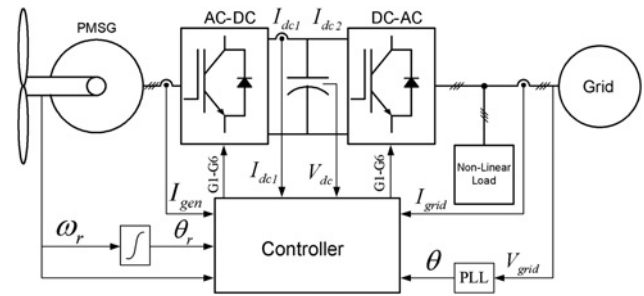 PMSG
AC-DC
I_dc1
I_dc2
DC-AC
Grid
Non-Linear
Load
G1-G6
I_dc1
V_dc
G1-G6
I_gen
I_grid
ω_r
∫
θ_r
Controller
θ
PLL
V_grid